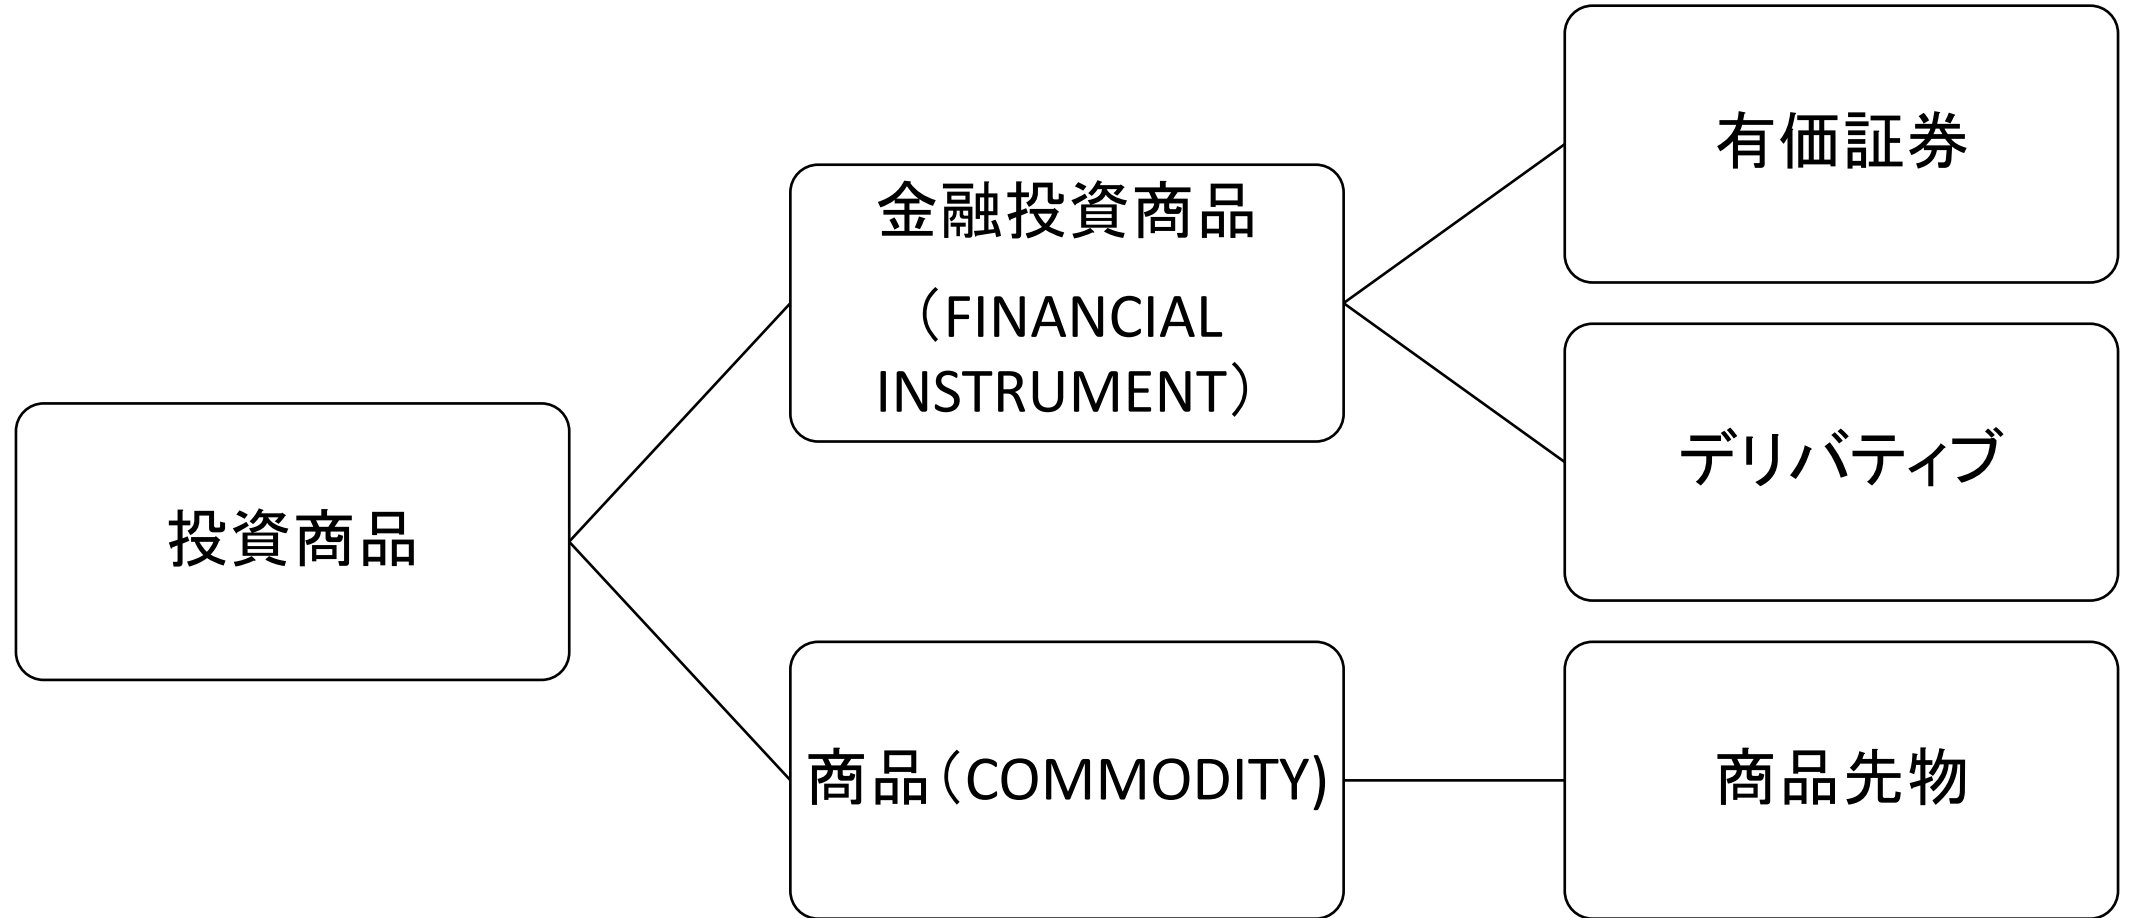 投資商品
金融投資商品
（FINANCIAL
INSTRUMENT）
商品（COMMODITY)
有価証券
デリバティブ
商品先物